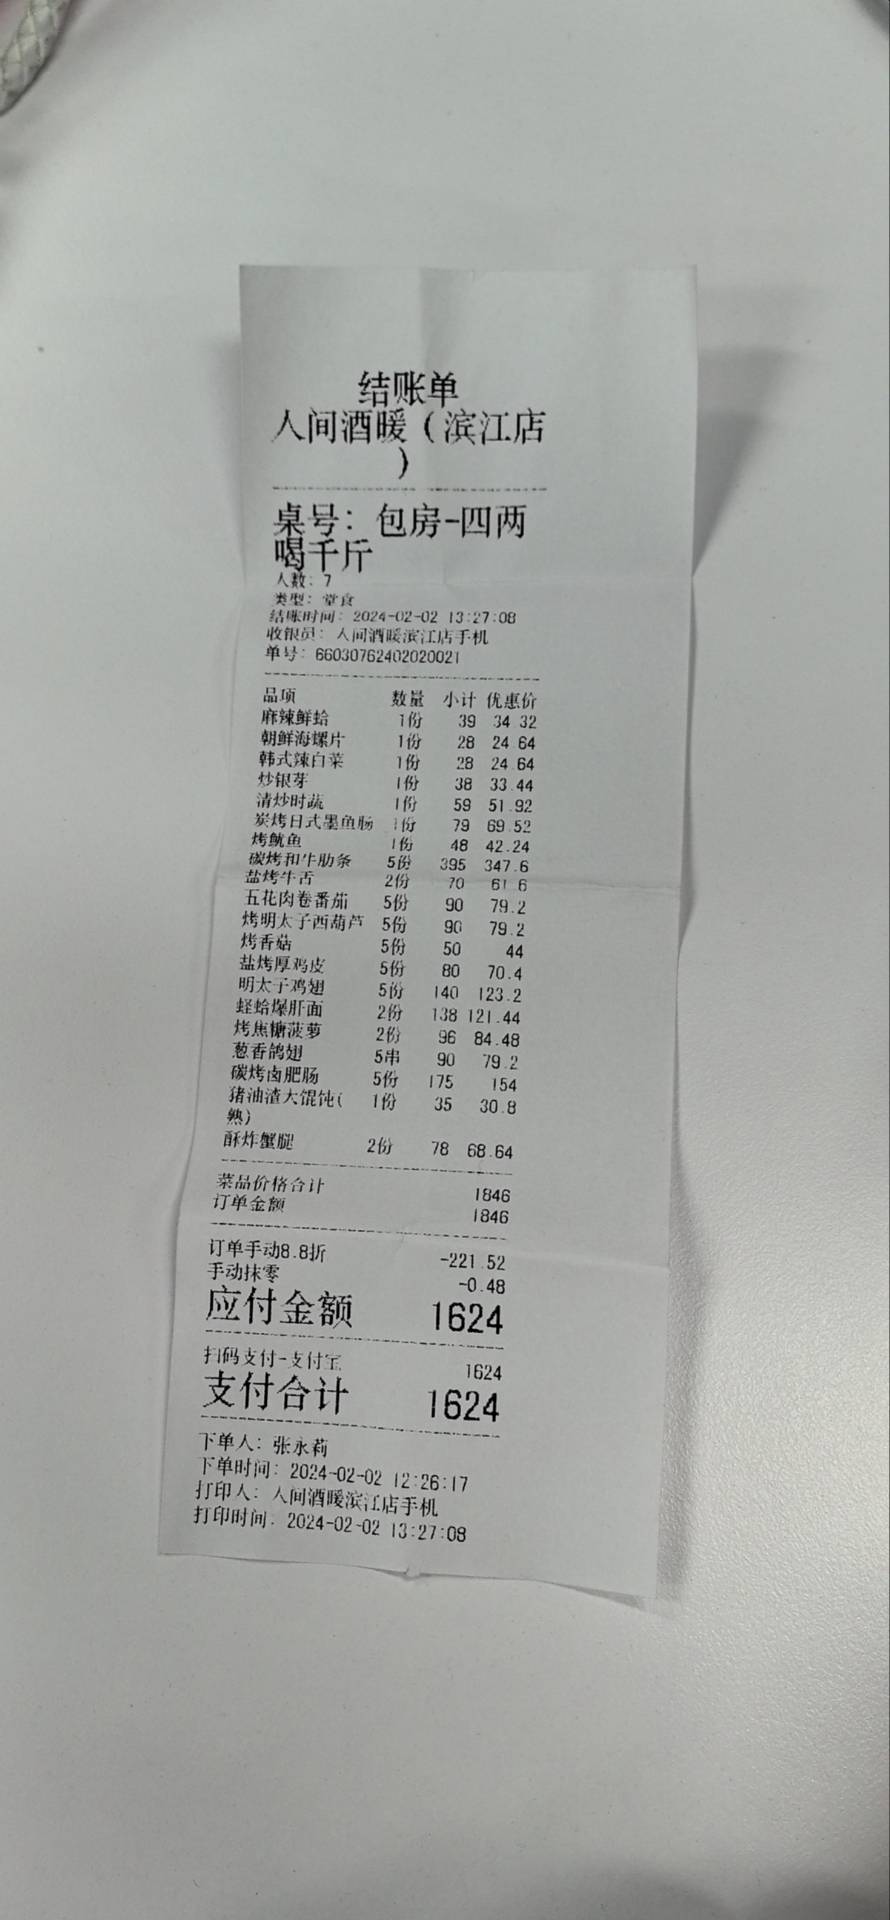 结账单
人间酒暖（滨江店
）
桌号：包房-四两
喝千斤
人数：7
类型：堂食
结账时间：2024-02-02 13:27:08
收银员：人间酒暖滨江店手机
单号：66030762402020021
品项 数量 小计 优惠价
麻辣鲜蛤 1份 39 34.32
朝鲜海螺片 1份 28 24.64
韩式辣白菜 1份 28 24.64
炒银芽 1份 38 33.44
清炒时蔬 1份 59 51.92
炭烤日式墨鱼肠 1份 79 69.52
烤鱿鱼 1份 48 42.24
碳烤和牛肋条 5份 395 347.6
盐烤牛舌 2份 70 61.6
五花肉卷番茄 5份 90 79.2
烤明太子西葫芦 5份 90 79.2
烤香菇 5份 50 44
盐烤厚鸡皮 5份 80 70.4
明太子鸡翅 5份 140 123.2
蛏蛤爆肝面 2份 138 121.44
烤焦糖菠萝 2份 96 84.48
葱香鸽翅 5串 90 79.2
碳烤卤肥肠 5份 175 154
猪油渣大馄饨( 1份 35 30.8
熟)
酥炸蟹腿 2份 78 68.64
菜品价格合计 1846
订单金额 1846
订单手动8.8折 -221.52
手动抹零 -0.48
应付金额 1624
扫码支付-支付宝 1624
支付合计 1624
下单人：张永莉
下单时间：2024-02-02 12:26:17
打印人：人间酒暖滨江店手机
打印时间：2024-02-02 13:27:08